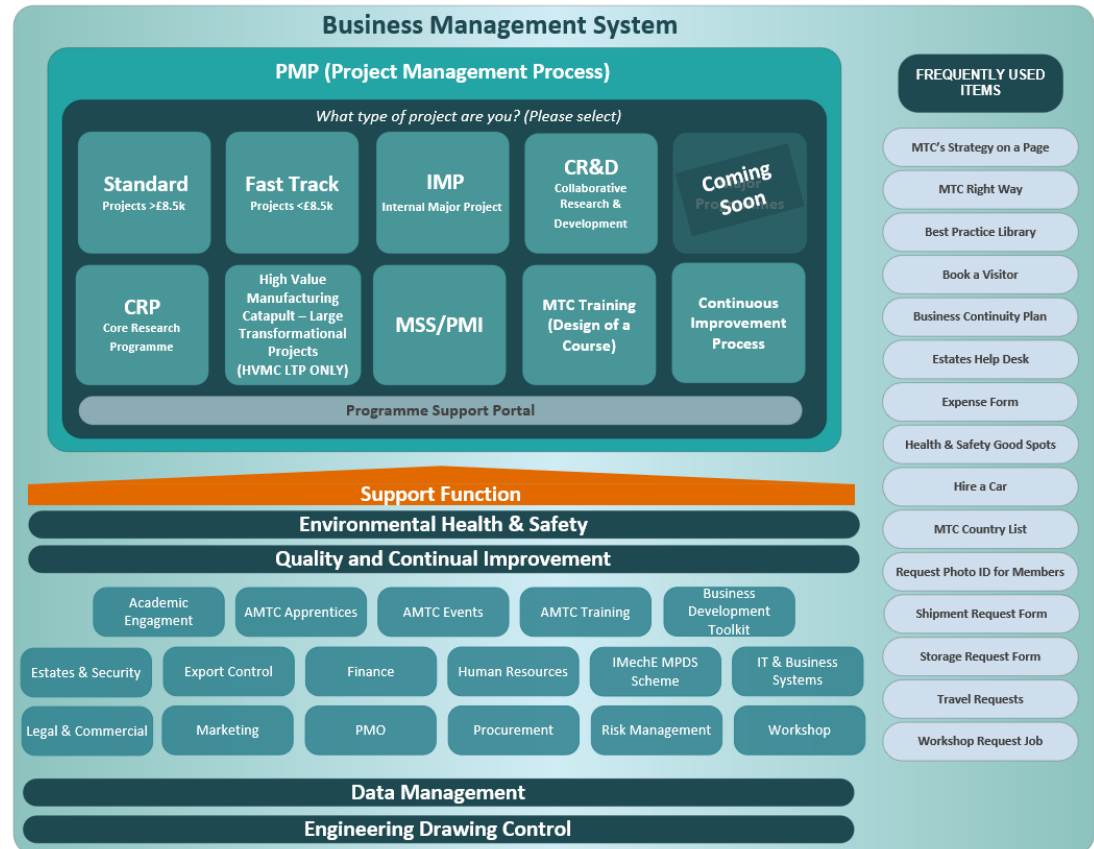 Business Management System
PMP (Project Management Process)
What type of project are you? (Please select)
Standard
Projects >£8.5k
Fast Track
Projects <£8.5k
IMP
Internal Major Project
CR&D
Collaborative
Research &
Development
Coming
Soon
CRP
Core Research
Programme
High Value
Manufacturing
Catapult – Large
Transformational
Projects
(HVMC LTP ONLY)
MSS/PMI
MTC Training
(Design of a
Course)
Continuous
Improvement
Process
Programme Support Portal
Support Function
Environmental Health & Safety
Quality and Continual Improvement
Academic
Engagment
AMTC Apprentices
AMTC Events
AMTC Training
Business
Development
Toolkit
Estates & Security
Export Control
Finance
Human Resources
IMechE MPDS
Scheme
IT & Business
Systems
Legal & Commercial
Marketing
PMO
Procurement
Risk Management
Workshop
Data Management
Engineering Drawing Control
FREQUENTLY USED
ITEMS
MTC's Strategy on a Page
MTC Right Way
Best Practice Library
Book a Visitor
Business Continuity Plan
Estates Help Desk
Expense Form
Health & Safety Good Spots
Hire a Car
MTC Country List
Request Photo ID for Members
Shipment Request Form
Storage Request Form
Travel Requests
Workshop Request Job